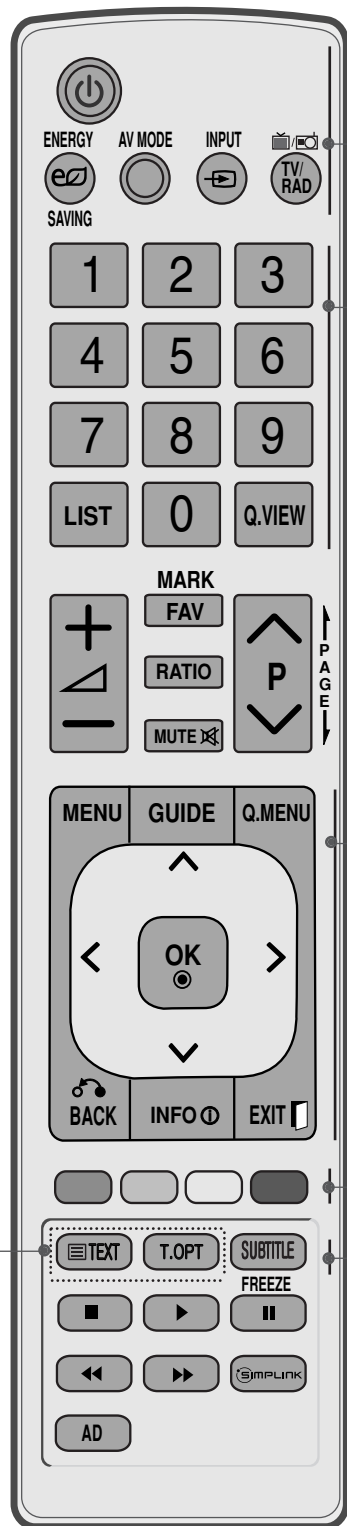 ENERGY AV MODE INPUT
TV/
RAD
SAVING
1 2 3
4 5 6
7 8 9
LIST 0 Q.VIEW
MARK
FAV
RATIO
P
PAGE
MUTE
MENU GUIDE Q.MENU
OK
BACK INFO EXIT
TEXT T.OPT SUBTITLE
FREEZE
SIMPLINK
AD